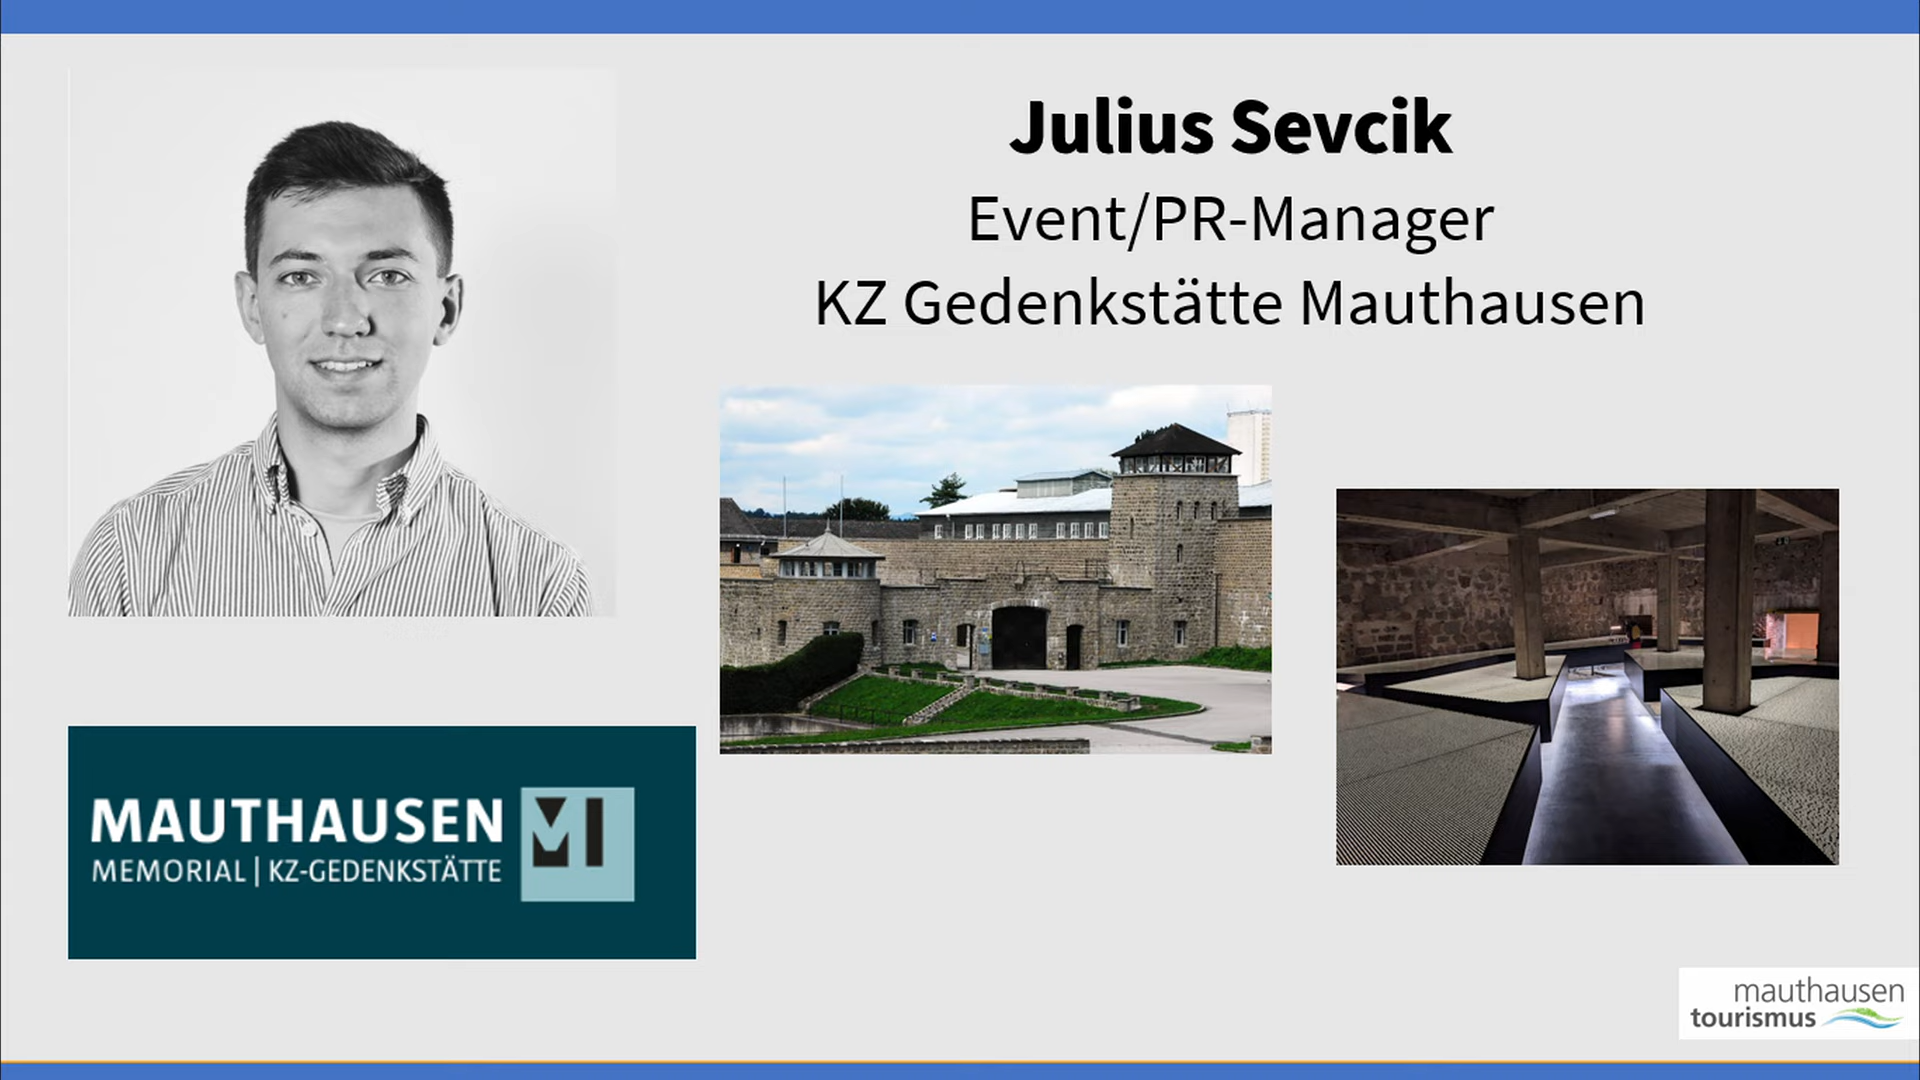 Julius Sevcik
Event/PR-Manager
KZ Gedenkstätte Mauthausen
MAUTHAUSEN
MEMORIAL | KZ-GEDENKSTÄTTE
mauthausen
tourismus